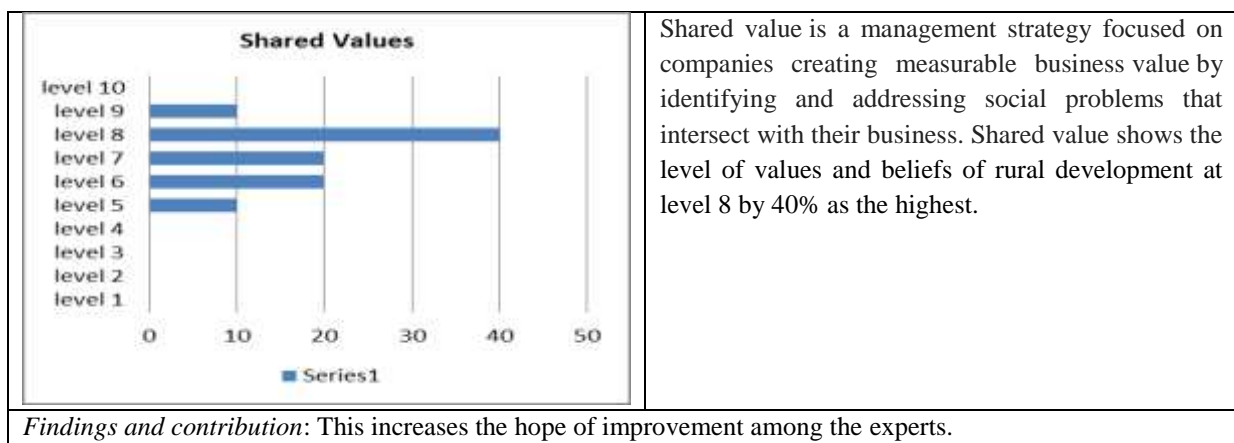 Shared Values
level 10
level 9
level 8
level 7
level 6
level 5
level 4
level 3
level 2
level 1
0 10 20 30 40 50
Series1
Shared value is a management strategy focused on
companies creating measurable business value by
identifying and addressing social problems that
intersect with their business. Shared value shows the
level of values and beliefs of rural development at
level 8 by 40% as the highest.
Findings and contribution: This increases the hope of improvement among the experts.